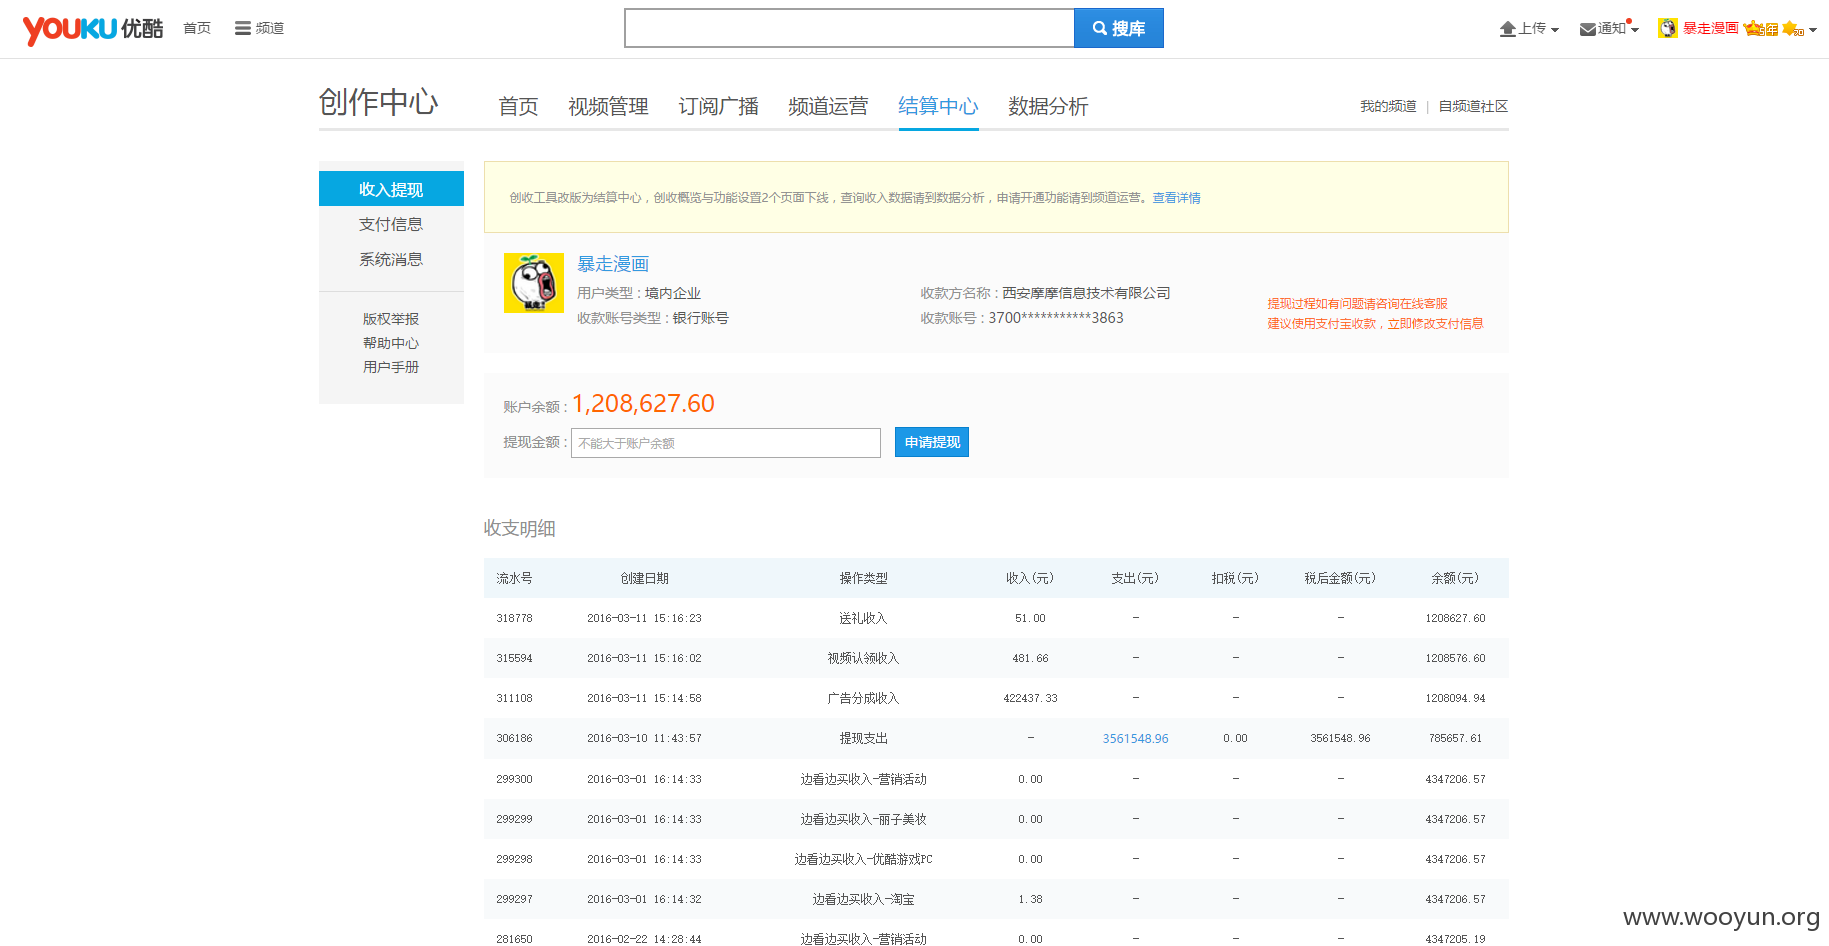 YOUKU 优酷 首页 频道 搜库 上传 通知 暴走漫画
创作中心 首页 视频管理 订阅广播 频道运营 结算中心 数据分析 我的频道 | 自频道社区
收入提现
支付信息
系统消息
版权举报
帮助中心
用户手册
创收工具改版为结算中心，创收概览与功能设置2个页面下线，查询收入数据请到数据分析，申请开通功能请到频道运营。查看详情
暴走漫画
用户类型 : 境内企业 收款方名称 : 西安摩摩信息技术有限公司
收款账号类型 : 银行账号 收款账号 : 3700***********3863
提现过程如有问题请咨询在线客服
建议使用支付宝收款，立即修改支付信息
账户余额 : 1,208,627.60
提现金额 : 不能大于账户余额 申请提现
收支明细
流水号 创建日期 操作类型 收入(元) 支出(元) 扣税(元) 税后金额(元) 余额(元)
318778 2016-03-11 15:16:23 送礼收入 51.00 - - - 1208627.60
315594 2016-03-11 15:16:02 视频认领收入 481.66 - - - 1208576.60
311108 2016-03-11 15:14:58 广告分成收入 422437.33 - - - 1208094.94
306186 2016-03-10 11:43:57 提现支出 - 3561548.96 0.00 3561548.96 785657.61
299300 2016-03-01 16:14:33 边看边买收入-营销活动 0.00 - - - 4347206.57
299299 2016-03-01 16:14:33 边看边买收入-丽子美妆 0.00 - - - 4347206.57
299298 2016-03-01 16:14:33 边看边买收入-优酷游戏PC 0.00 - - - 4347206.57
299297 2016-03-01 16:14:32 边看边买收入-淘宝 1.38 - - - 4347206.57
281650 2016-02-22 14:28:44 边看边买收入-营销活动 0.00 - - - 4347205.19
www.wooyun.org